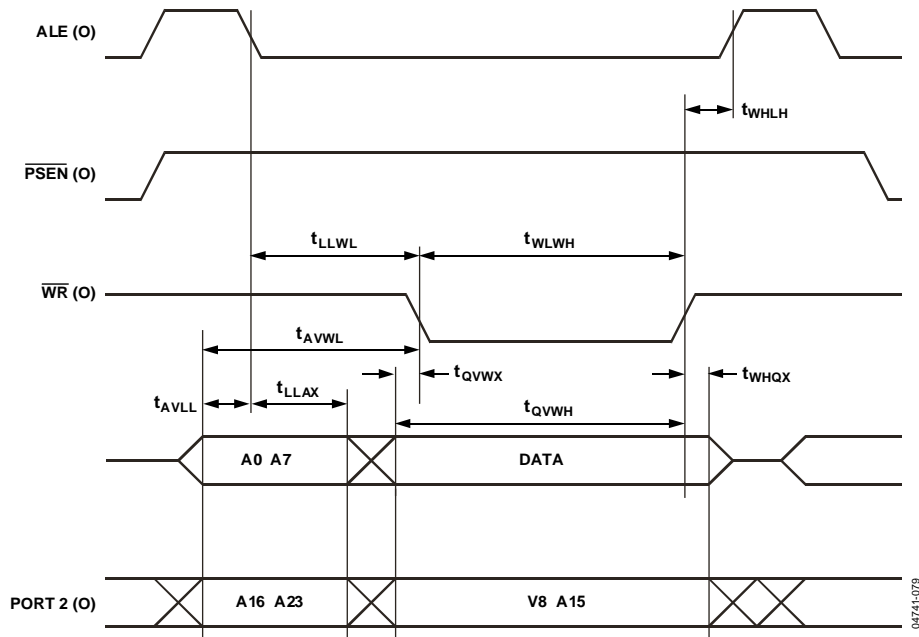 ALE (O)
tWHLH
PSEN (O)
tLLWL
tWLWH
WR (O)
tAVWL
tQVWX
tWHQX
tAVLL
tLLAX
tQVWH
A0 A7
DATA
PORT 2 (O)
A16 A23
V8 A15
04741-079